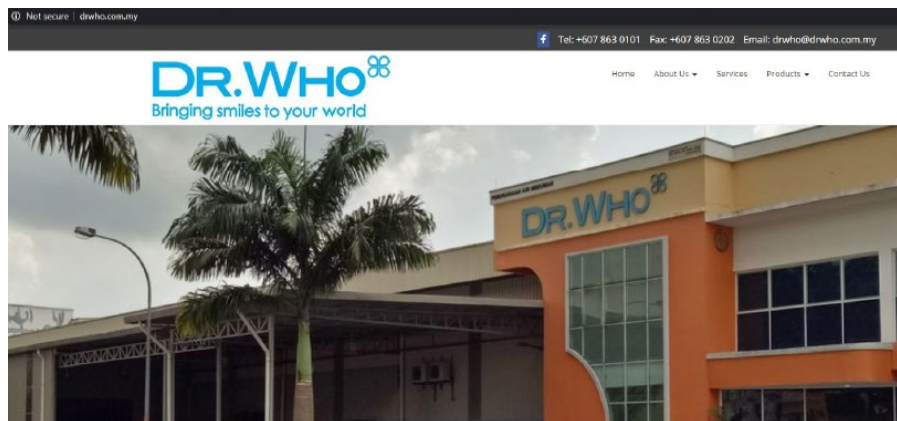 Not secure | drwho.com.my
Tel: +607 863 0101 Fax: +607 863 0202 Email: drwho@drwho.com.my
DR.WHO
Bringing smiles to your world
Home About Us Services Products Contact Us
DR.WHO